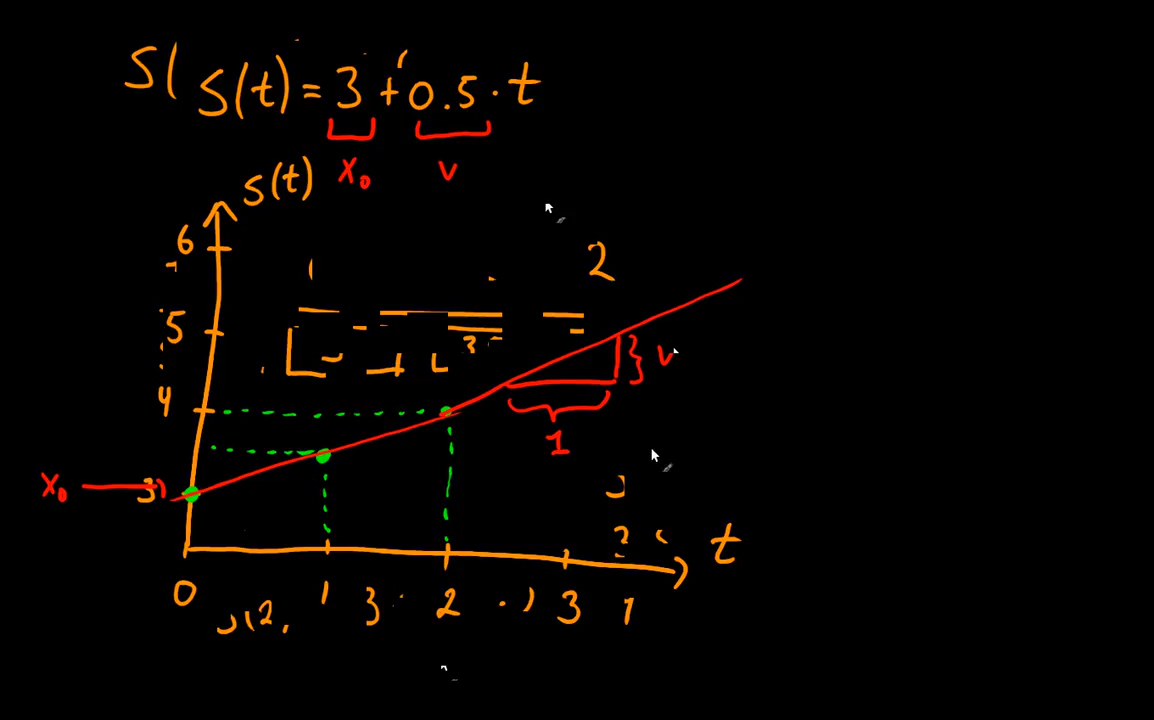 S( S(t) = 3 + 0.5 · t
x₀ v
S(t)
6
2
5
v
4
1
x₀ 3
t
0 1 3 2 3 1